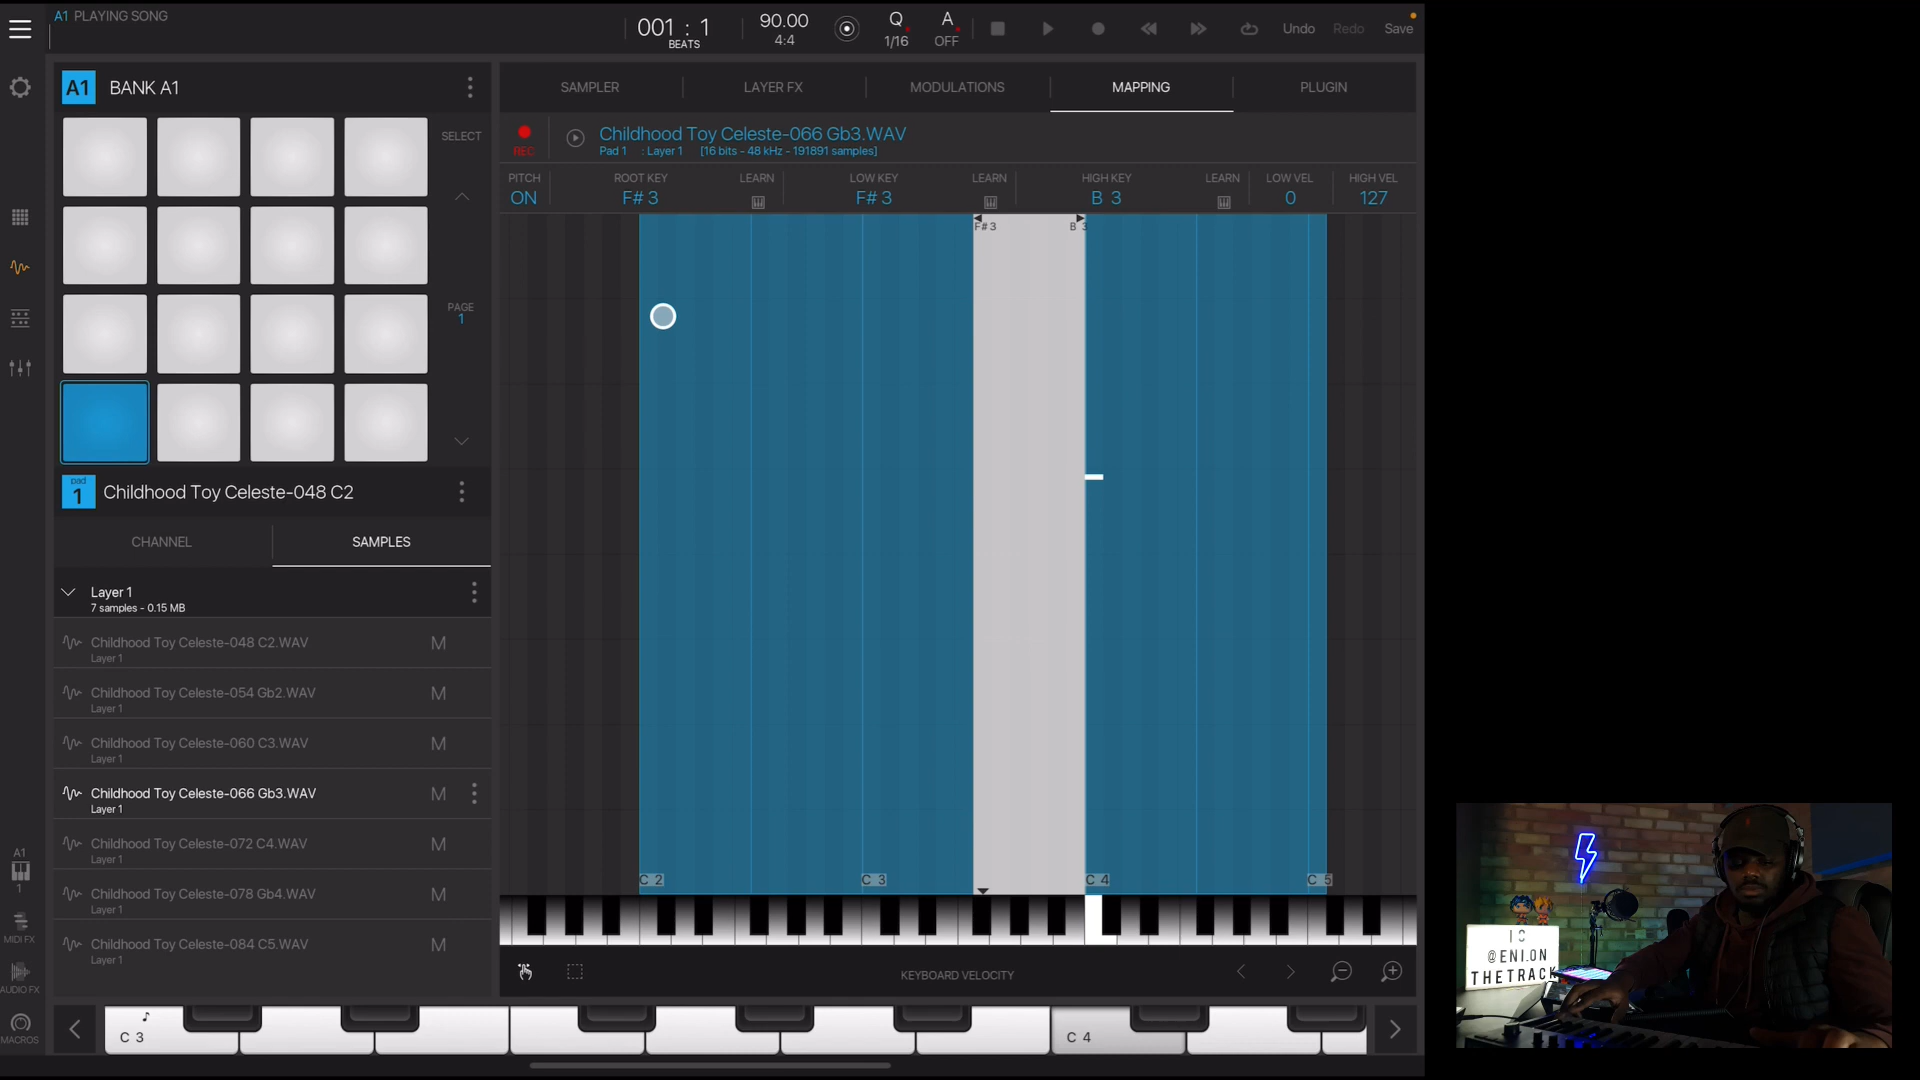 A1 PLAYING SONG
001 : 1
BEATS
90.00
4:4
Q
1/16
A
OFF
Undo
Redo
Save
A1
BANK A1
SELECT
PAGE
1
SAMPLER
LAYER FX
MODULATIONS
MAPPING
PLUGIN
REC
Childhood Toy Celeste-066 Gb3.WAV
Pad 1 : Layer 1 [16 bits - 48 kHz - 191891 samples]
PITCH
ON
ROOT KEY
F# 3
LEARN
LOW KEY
F# 3
LEARN
HIGH KEY
B 3
LEARN
LOW VEL
0
HIGH VEL
127
F# 3
B 3
C 2
C 3
C 4
C 5
pad
1
Childhood Toy Celeste-048 C2
CHANNEL
SAMPLES
Layer 1
7 samples - 0.15 MB
Childhood Toy Celeste-048 C2.WAV
Layer 1
M
Childhood Toy Celeste-054 Gb2.WAV
Layer 1
M
Childhood Toy Celeste-060 C3.WAV
Layer 1
M
Childhood Toy Celeste-066 Gb3.WAV
Layer 1
M
Childhood Toy Celeste-072 C4.WAV
Layer 1
M
Childhood Toy Celeste-078 Gb4.WAV
Layer 1
M
Childhood Toy Celeste-084 C5.WAV
Layer 1
M
A1
1
MIDI FX
AUDIO FX
MACROS
KEYBOARD VELOCITY
C 3
C 4
IS
@ENI.ON
THETRACK